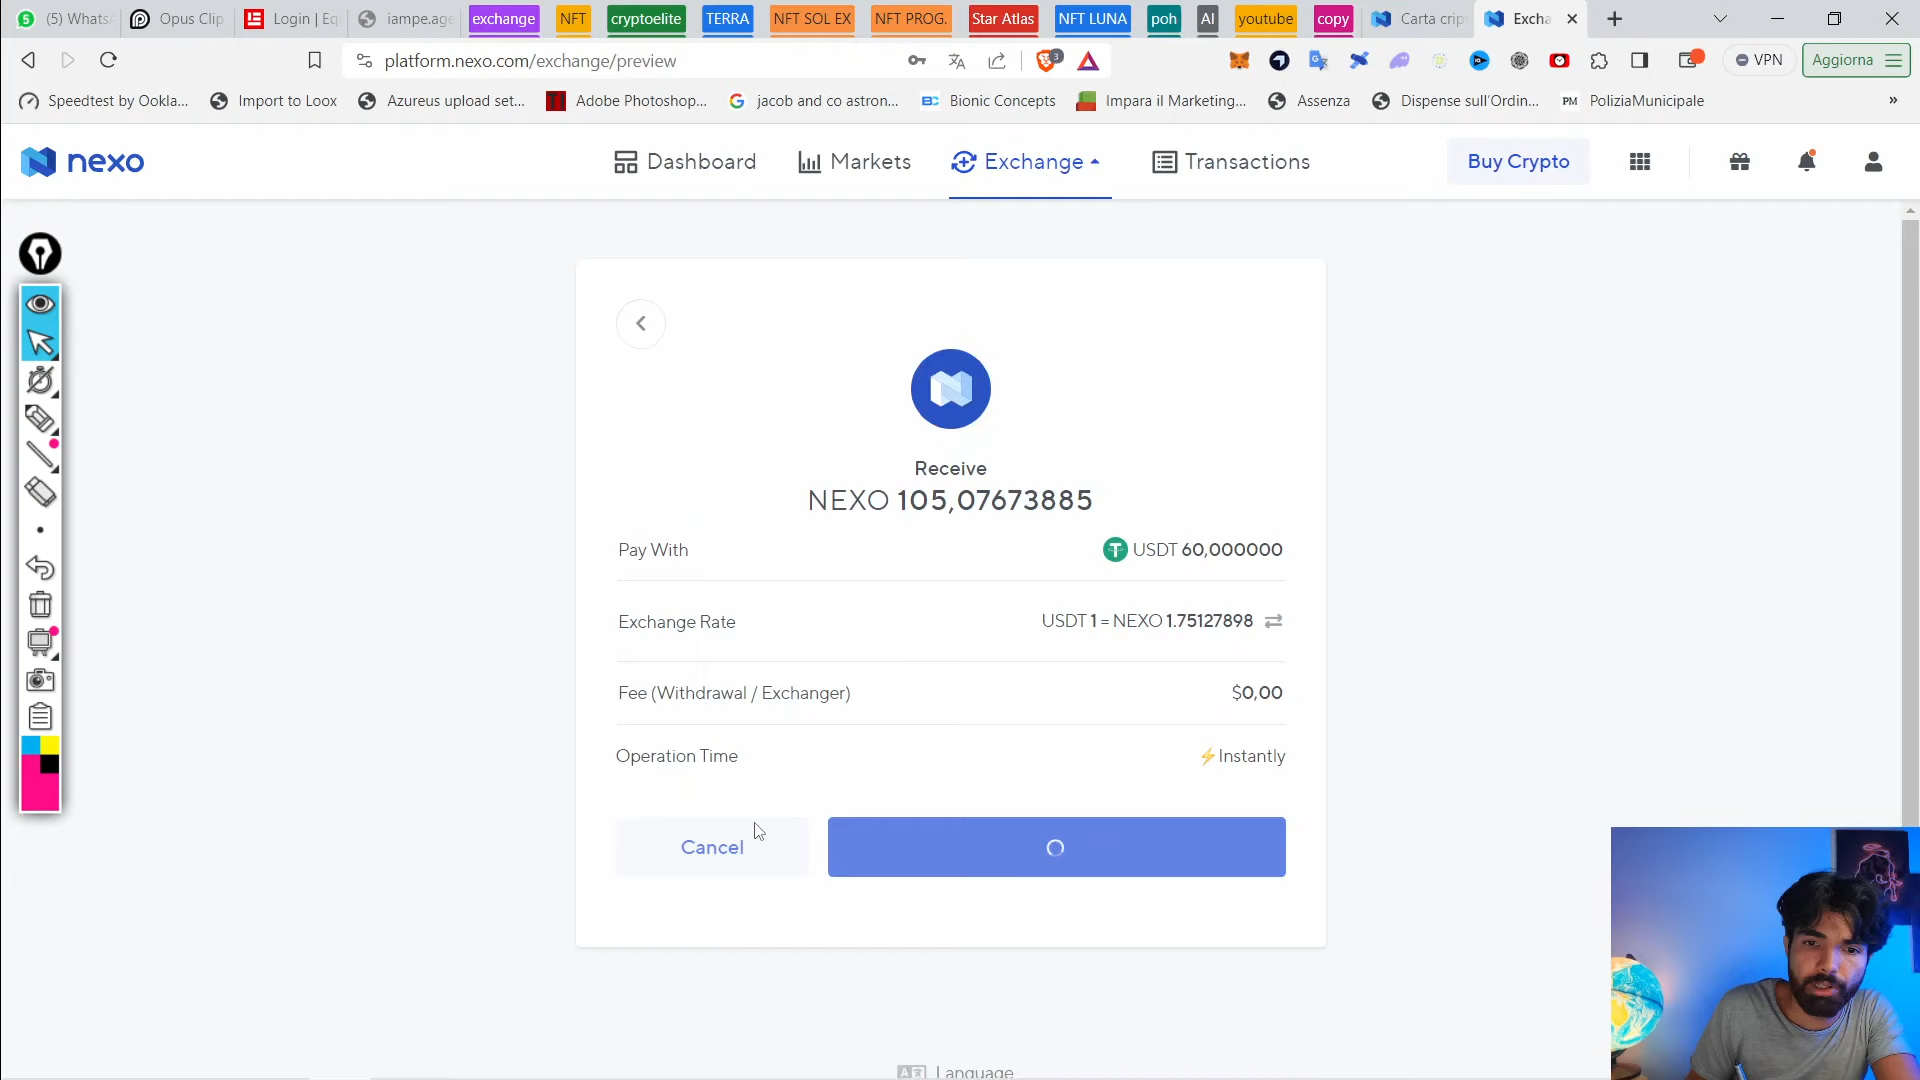 (5) WhatsA
Opus Clip
Login | Eq
iampe.age
exchange
NFT
cryptoelite
TERRA
NFT SOL EX
NFT PROG.
Star Atlas
NFT LUNA
poh
AI
youtube
copy
Carta crip
Excha
platform.nexo.com/exchange/preview
3
VPN
Aggiorna
Speedtest by Ookla...
Import to Loox
Azureus upload set...
Adobe Photoshop...
jacob and co astron...
Bionic Concepts
Impara il Marketing...
Assenza
Dispense sull'Ordin...
PM PoliziaMunicipale
»
nexo
Dashboard
Markets
Exchange
Transactions
Buy Crypto
Receive
NEXO 105,07673885
Pay With
USDT 60,000000
Exchange Rate
USDT 1 = NEXO 1.75127898
Fee (Withdrawal / Exchanger)
$0,00
Operation Time
⚡Instantly
Cancel
Language